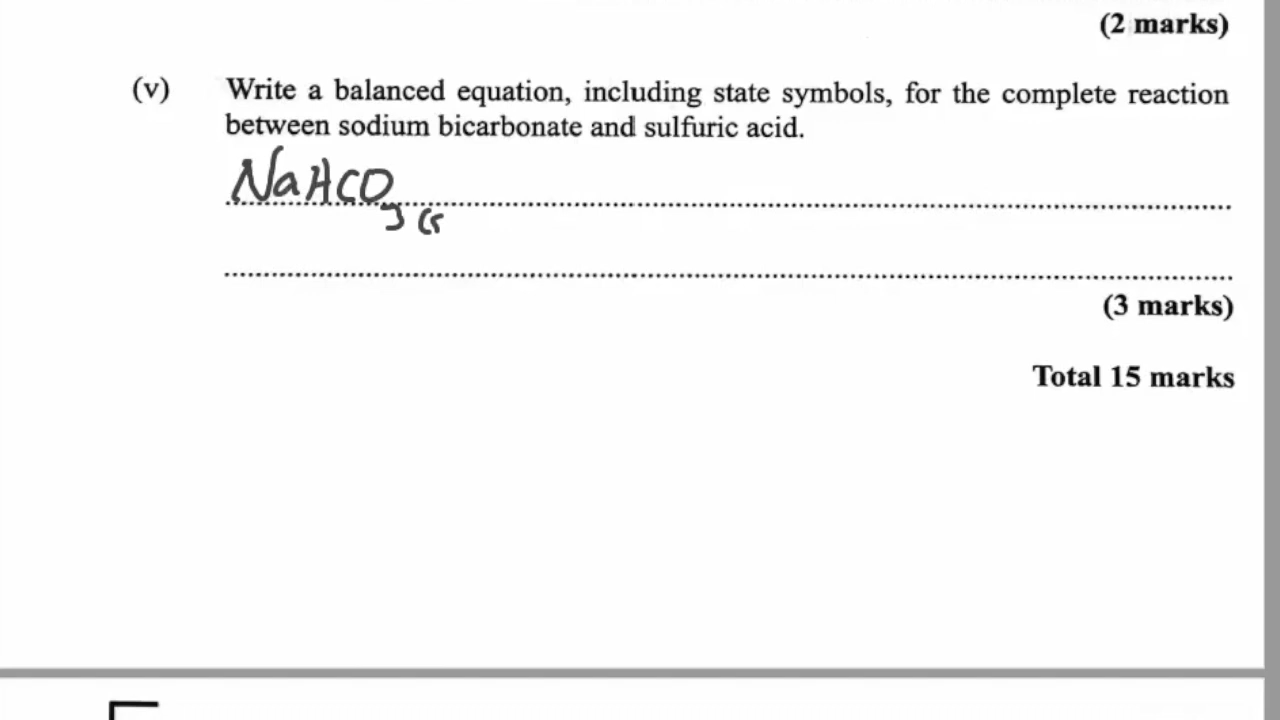 (2 marks)
(v) Write a balanced equation, including state symbols, for the complete reaction
between sodium bicarbonate and sulfuric acid.
NaHCO3 (s
(3 marks)
Total 15 marks